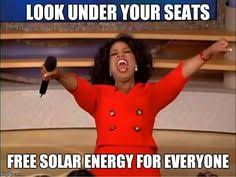 LOOK UNDER YOUR SEATS
FREE SOLAR ENERGY FOR EVERYONE